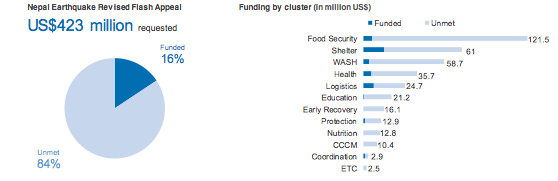 Nepal Earthquake Revised Flash Appeal
US$423 million requested
Funded
16%
Unmet
84%
Funding by cluster (in million US$)
Funded Unmet
Food Security 121.5
Shelter 61
WASH 58.7
Health 35.7
Logistics 24.7
Education 21.2
Early Recovery 16.1
Protection 12.9
Nutrition 12.8
CCCM 10.4
Coordination 2.9
ETC 2.5